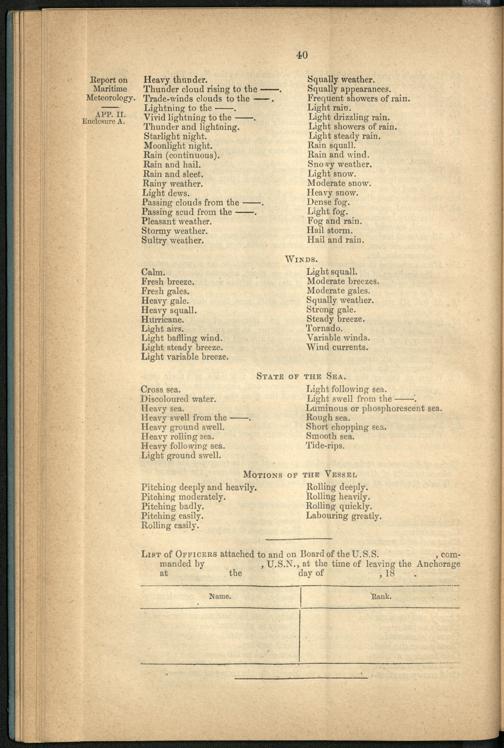 40
Report on
Maritime
Meteorology.
APP. II.
Enclosure A.
Heavy thunder.
Thunder cloud rising to the ——.
Trade-winds clouds to the ——.
Lightning to the ——.
Vivid lightning to the ——.
Thunder and lightning.
Starlight night.
Moonlight night.
Rain (continuous).
Rain and hail.
Rain and sleet.
Rainy weather.
Light dews.
Passing clouds from the ——.
Passing scud from the ——.
Pleasant weather.
Stormy weather.
Sultry weather.
Squally weather.
Squally appearances.
Frequent showers of rain.
Light rain.
Light drizzling rain.
Light showers of rain.
Light steady rain.
Rain squall.
Rain and wind.
Snowy weather.
Light snow.
Moderate snow.
Heavy snow.
Dense fog.
Light fog.
Fog and rain.
Hail storm.
Hail and rain.
WINDS.
Calm.
Fresh breeze.
Fresh gales.
Heavy gale.
Heavy squall.
Hurricane.
Light airs.
Light baffling wind.
Light steady breeze.
Light variable breeze.
Light squall.
Moderate breezes.
Moderate gales.
Squally weather.
Strong gale.
Steady breeze.
Tornado.
Variable winds.
Wind currents.
STATE OF THE SEA.
Cross sea.
Discoloured water.
Heavy sea.
Heavy swell from the ——.
Heavy ground swell.
Heavy rolling sea.
Heavy following sea.
Light ground swell.
Light following sea.
Light swell from the ——.
Luminous or phosphorescent sea.
Rough sea.
Short chopping sea.
Smooth sea.
Tide-rips.
MOTIONS OF THE VESSEL
Pitching deeply and heavily.
Pitching moderately.
Pitching badly.
Pitching easily.
Rolling easily.
Rolling deeply.
Rolling heavily.
Rolling quickly.
Labouring greatly.
LIST of OFFICERS attached to and on Board of the U.S.S. , com-
manded by , U.S.N., at the time of leaving the Anchorage
at the day of , 18 .
Name. Rank.